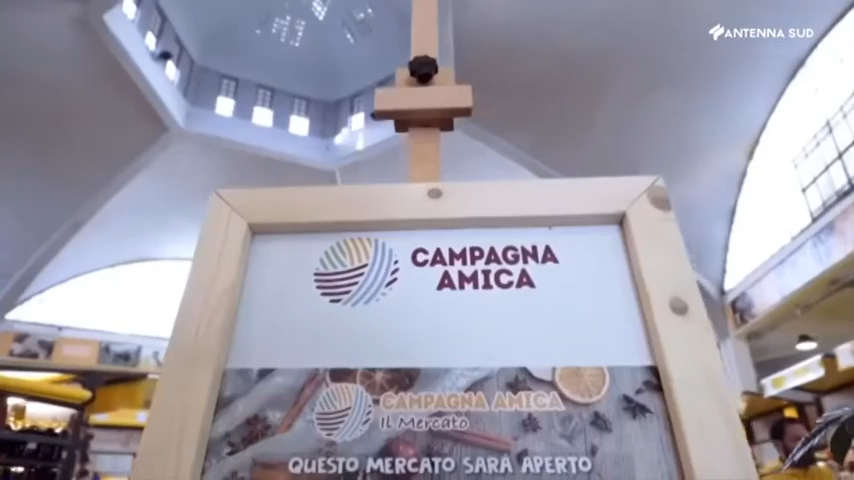 ANTENNA SUD
CAMPAGNA
AMICA
CAMPAGNA AMICA
Il Mercato
QUESTO MERCATO SARÀ APERTO